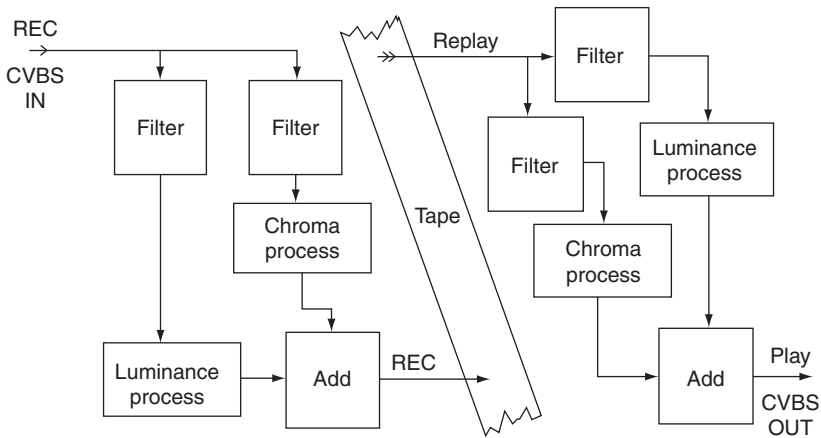 REC
CVBS
IN
Filter
Filter
Chroma
process
Luminance
process
Add
REC
Tape
Replay
Filter
Filter
Luminance
process
Chroma
process
Add
Play
CVBS
OUT